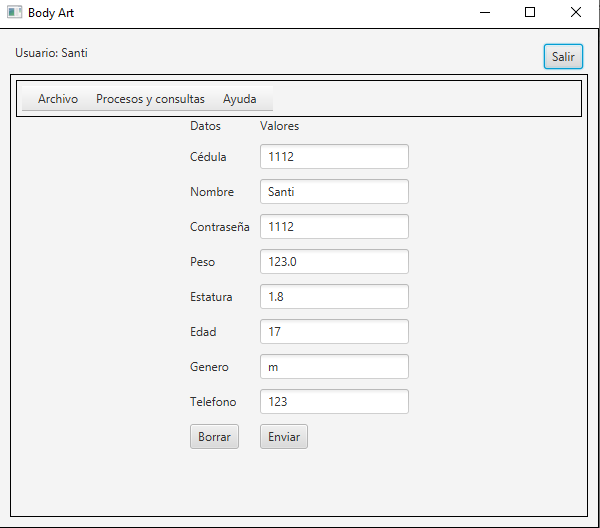 Body Art
Usuario: Santi
Salir
Archivo Procesos y consultas Ayuda
Datos Valores
Cédula 1112
Nombre Santi
Contraseña 1112
Peso 123.0
Estatura 1.8
Edad 17
Genero m
Telefono 123
Borrar Enviar